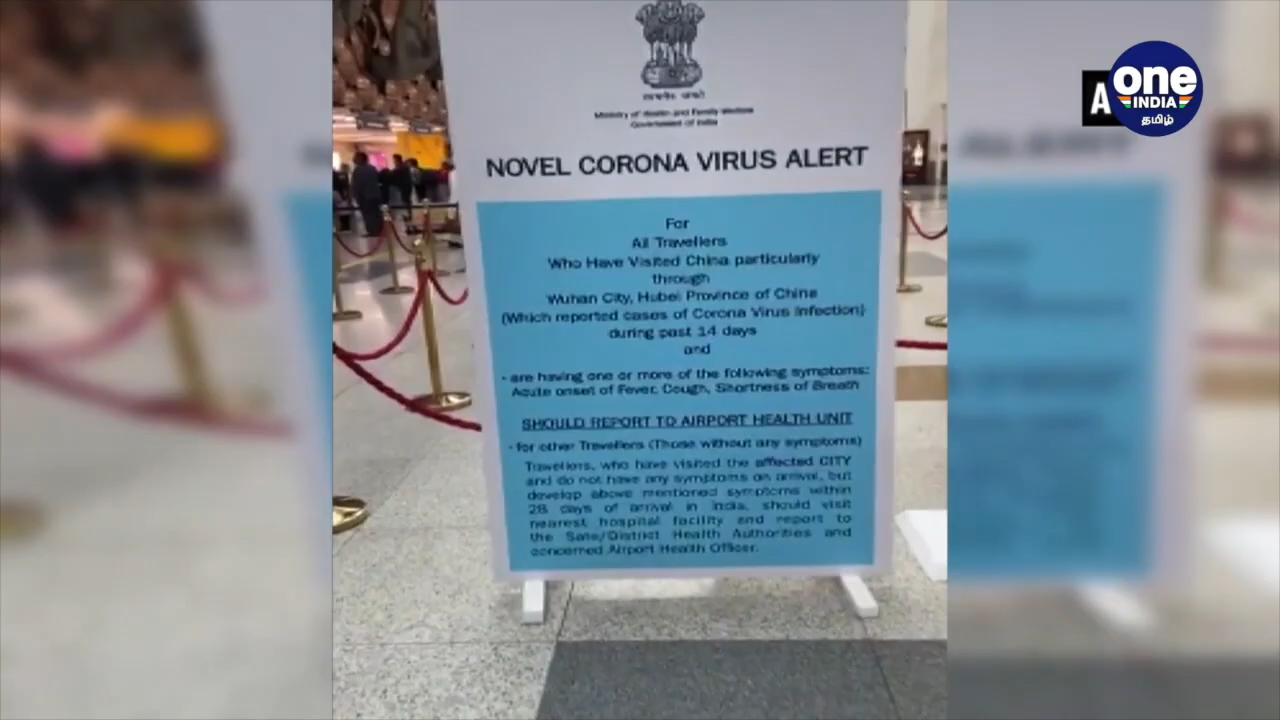 सत्यमेव जयते
Ministry of Health and Family Welfare
Government of India
NOVEL CORONA VIRUS ALERT
For
All Travellers
Who Have Visited China particularly
through
Wuhan City, Hubei Province of China
(Which reported cases of Corona Virus Infection)
during past 14 days
and
- are having one or more of the following symptoms:
Acute onset of Fever, Cough, Shortness of Breath
SHOULD REPORT TO AIRPORT HEALTH UNIT
- for other Travellers (Those without any symptoms)
Travellers, who have visited the affected CITY
and do not have any symptoms on arrival, but
develop above mentioned symptoms within
28 days of arrival in India, should visit
nearest hospital facility and report to
the Sate/District Health Authorities and
concerned Airport Health Officer.
A
one
INDIA
தமிழ்